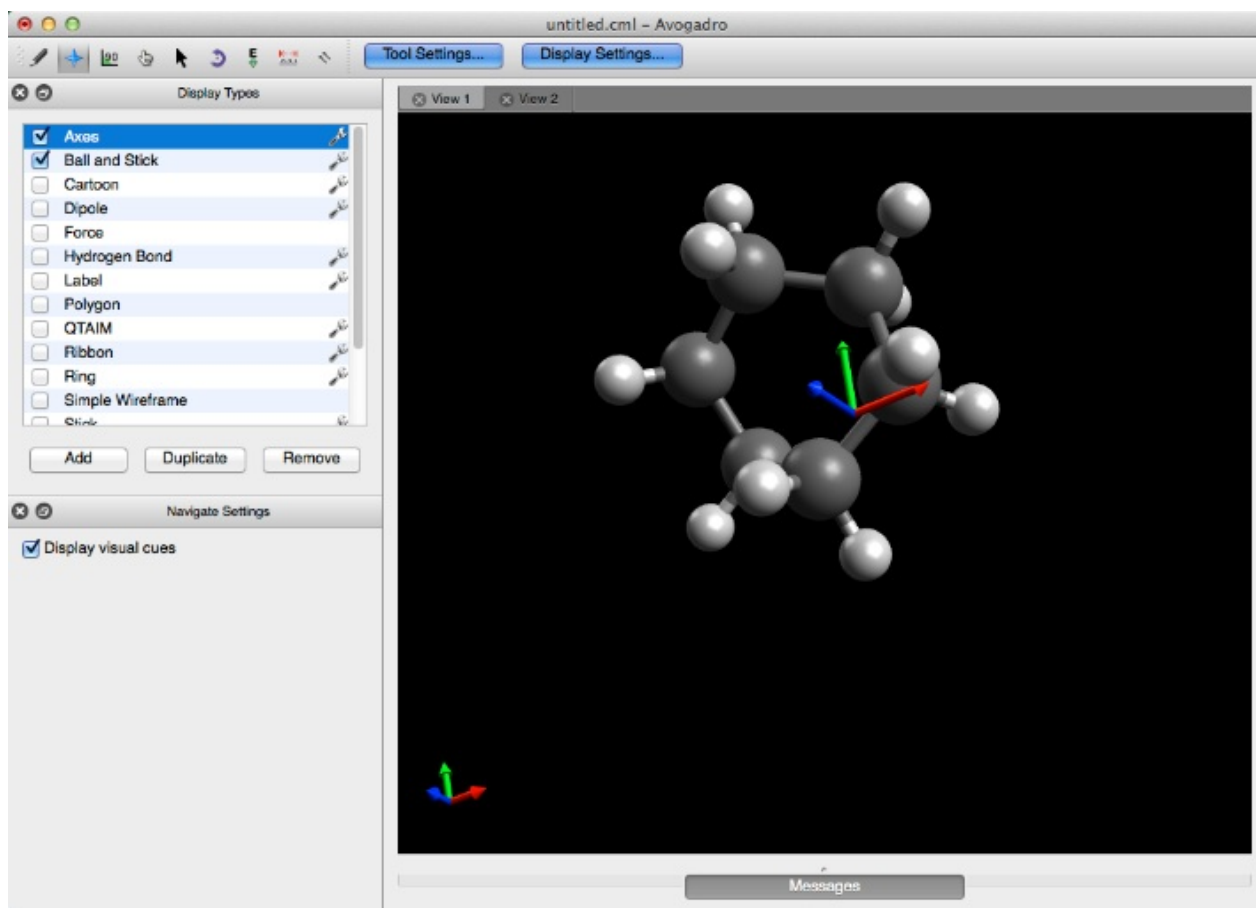 untitled.cml – Avogadro
Tool Settings...
Display Settings...
Display Types
Axes
Ball and Stick
Cartoon
Dipole
Force
Hydrogen Bond
Label
Polygon
QTAIM
Ribbon
Ring
Simple Wireframe
Stick
Add
Duplicate
Remove
Navigate Settings
Display visual cues
View 1
View 2
Messages